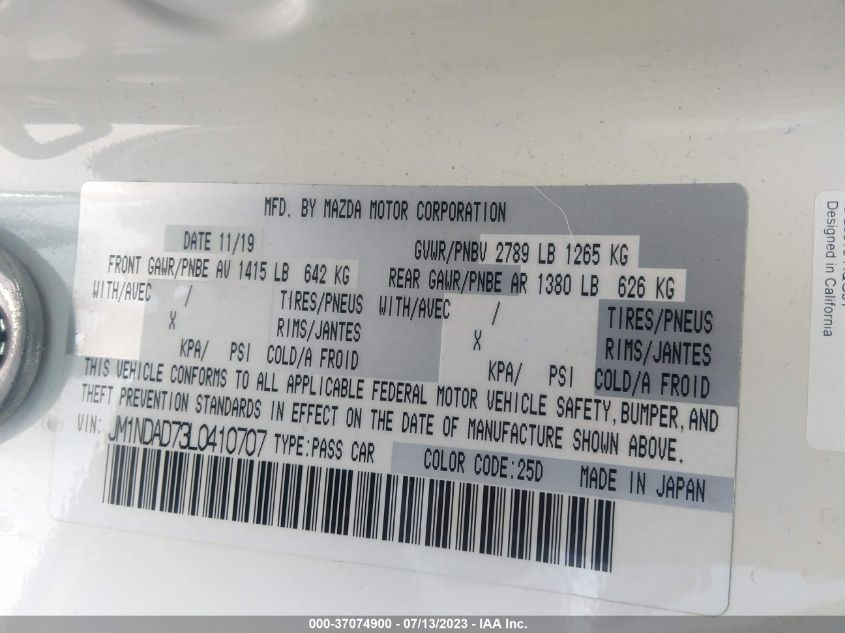 MFD. BY MAZDA MOTOR CORPORATION
DATE 11/19
GVWR/PNBV 2789 LB 1265 KG
FRONT GAWR/PNBE AV 1415 LB 642 KG
REAR GAWR/PNBE AR 1380 LB 626 KG
WITH/AVEC / TIRES/PNEUS
X RIMS/JANTES
KPA/ PSI COLD/A FROID
WITH/AVEC / TIRES/PNEUS
X RIMS/JANTES
KPA/ PSI COLD/A FROID
THIS VEHICLE CONFORMS TO ALL APPLICABLE FEDERAL MOTOR VEHICLE SAFETY, BUMPER, AND
THEFT PREVENTION STANDARDS IN EFFECT ON THE DATE OF MANUFACTURE SHOWN ABOVE.
VIN: JM1NDAD73L0410707 TYPE:PASS CAR
COLOR CODE:25D MADE IN JAPAN
Designed in California
000-37074900 - 07/13/2023 - IAA Inc.